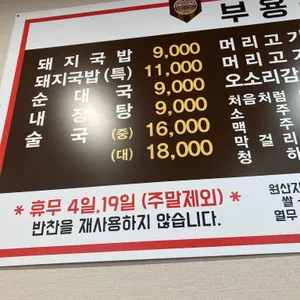 부용
돼지국밥 9,000
돼지국밥(특) 11,000
순대국 9,000
내장탕 9,000
술국 (중) 16,000
(대) 18,000
머리고기
머리고기
오소리감
처음처럼
소주
맥주
막걸리
청하
* 휴무 4일,19일 (주말제외) *
반찬을 재사용하지 않습니다.
원산지
쌀
열무